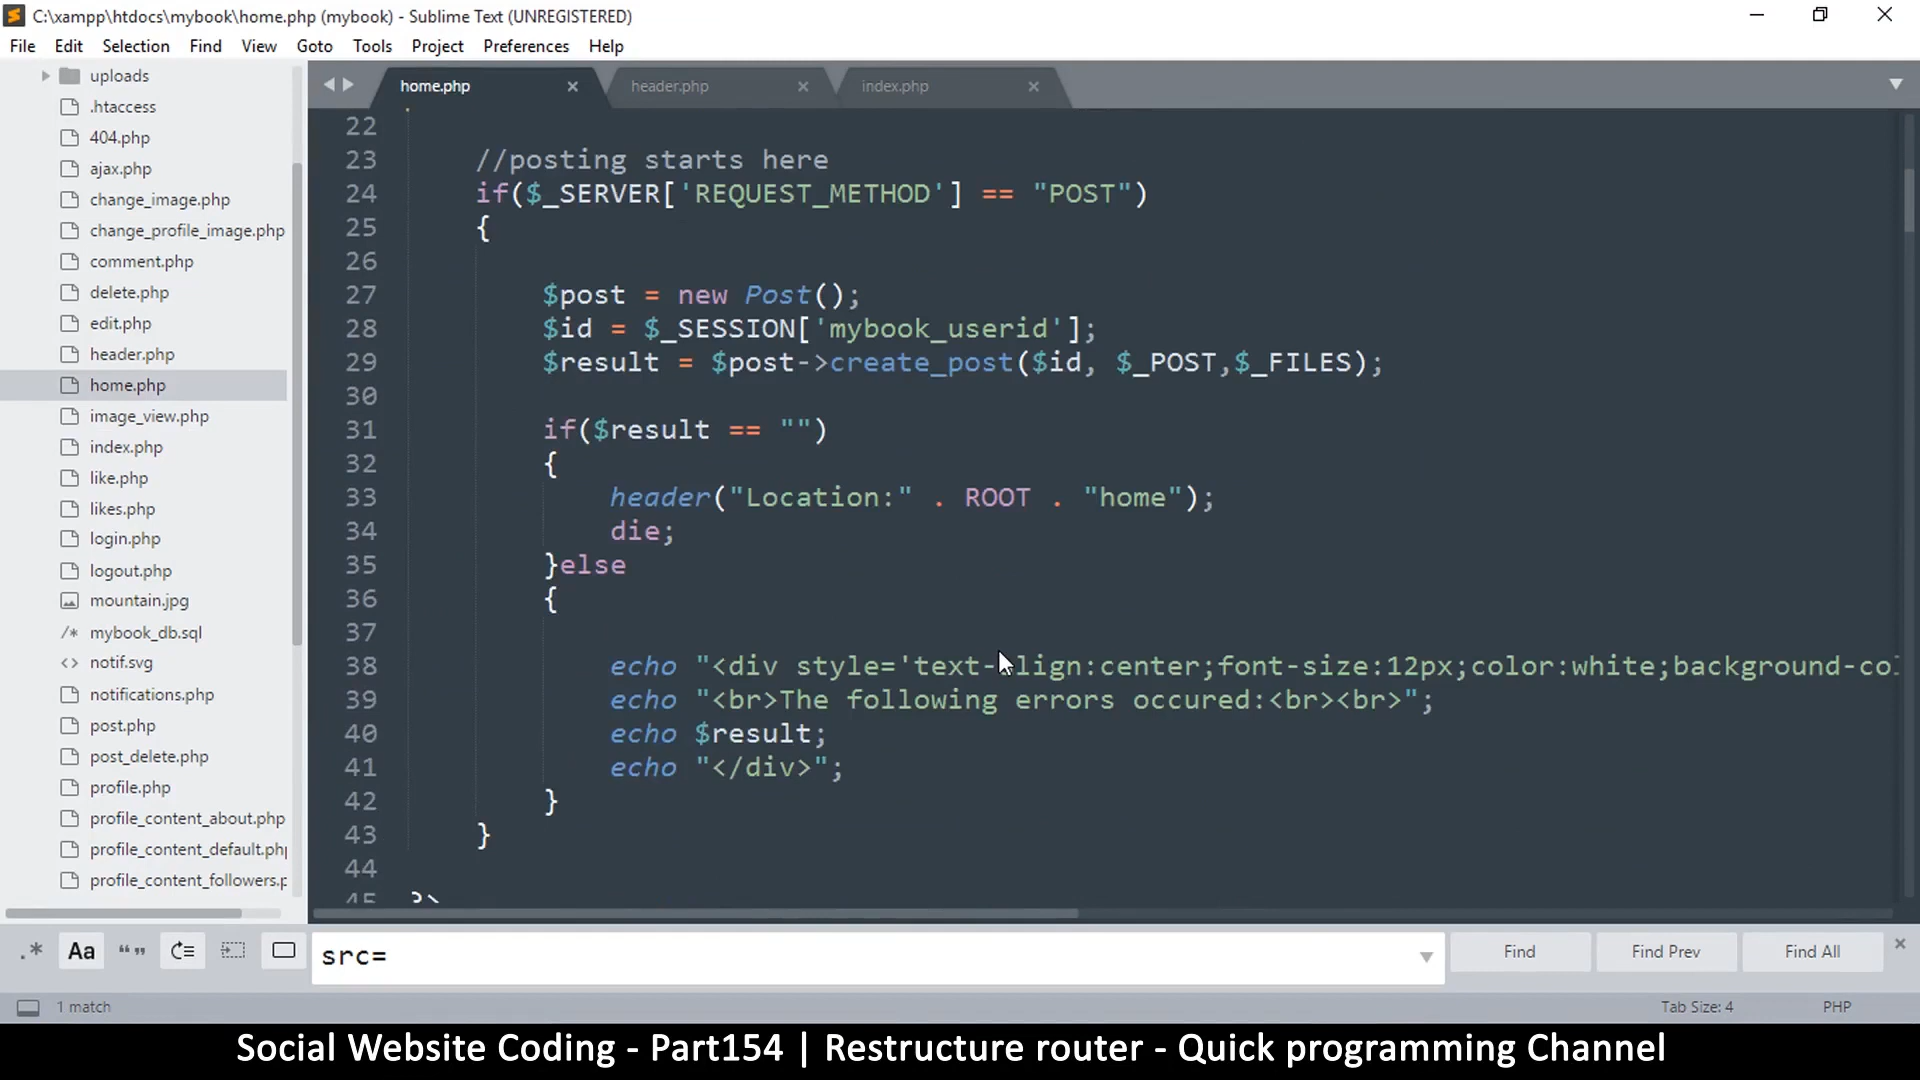 C:\xampp\htdocs\mybook\home.php (mybook) - Sublime Text (UNREGISTERED)
File Edit Selection Find View Goto Tools Project Preferences Help
uploads
.htaccess
404.php
ajax.php
change_image.php
change_profile_image.php
comment.php
delete.php
edit.php
header.php
home.php
image_view.php
index.php
like.php
likes.php
login.php
logout.php
mountain.jpg
/* mybook_db.sql
<> notif.svg
notifications.php
post.php
post_delete.php
profile.php
profile_content_about.php
profile_content_default.php
profile_content_followers.p
home.php header.php index.php
22
23 //posting starts here
24 if($_SERVER['REQUEST_METHOD'] == "POST")
25 {
26
27 $post = new Post();
28 $id = $_SESSION['mybook_userid'];
29 $result = $post->create_post($id, $_POST,$_FILES);
30
31 if($result == "")
32 {
33 header("Location:" . ROOT . "home");
34 die;
35 }else
36 {
37
38 echo "<div style='text-align:center;font-size:12px;color:white;background-col
39 echo "<br>The following errors occured:<br><br>";
40 echo $result;
41 echo "</div>";
42 }
43 }
44
45 ?>
.* Aa “” src= Find Find Prev Find All
1 match Tab Size: 4 PHP
Social Website Coding - Part154 | Restructure router - Quick programming Channel